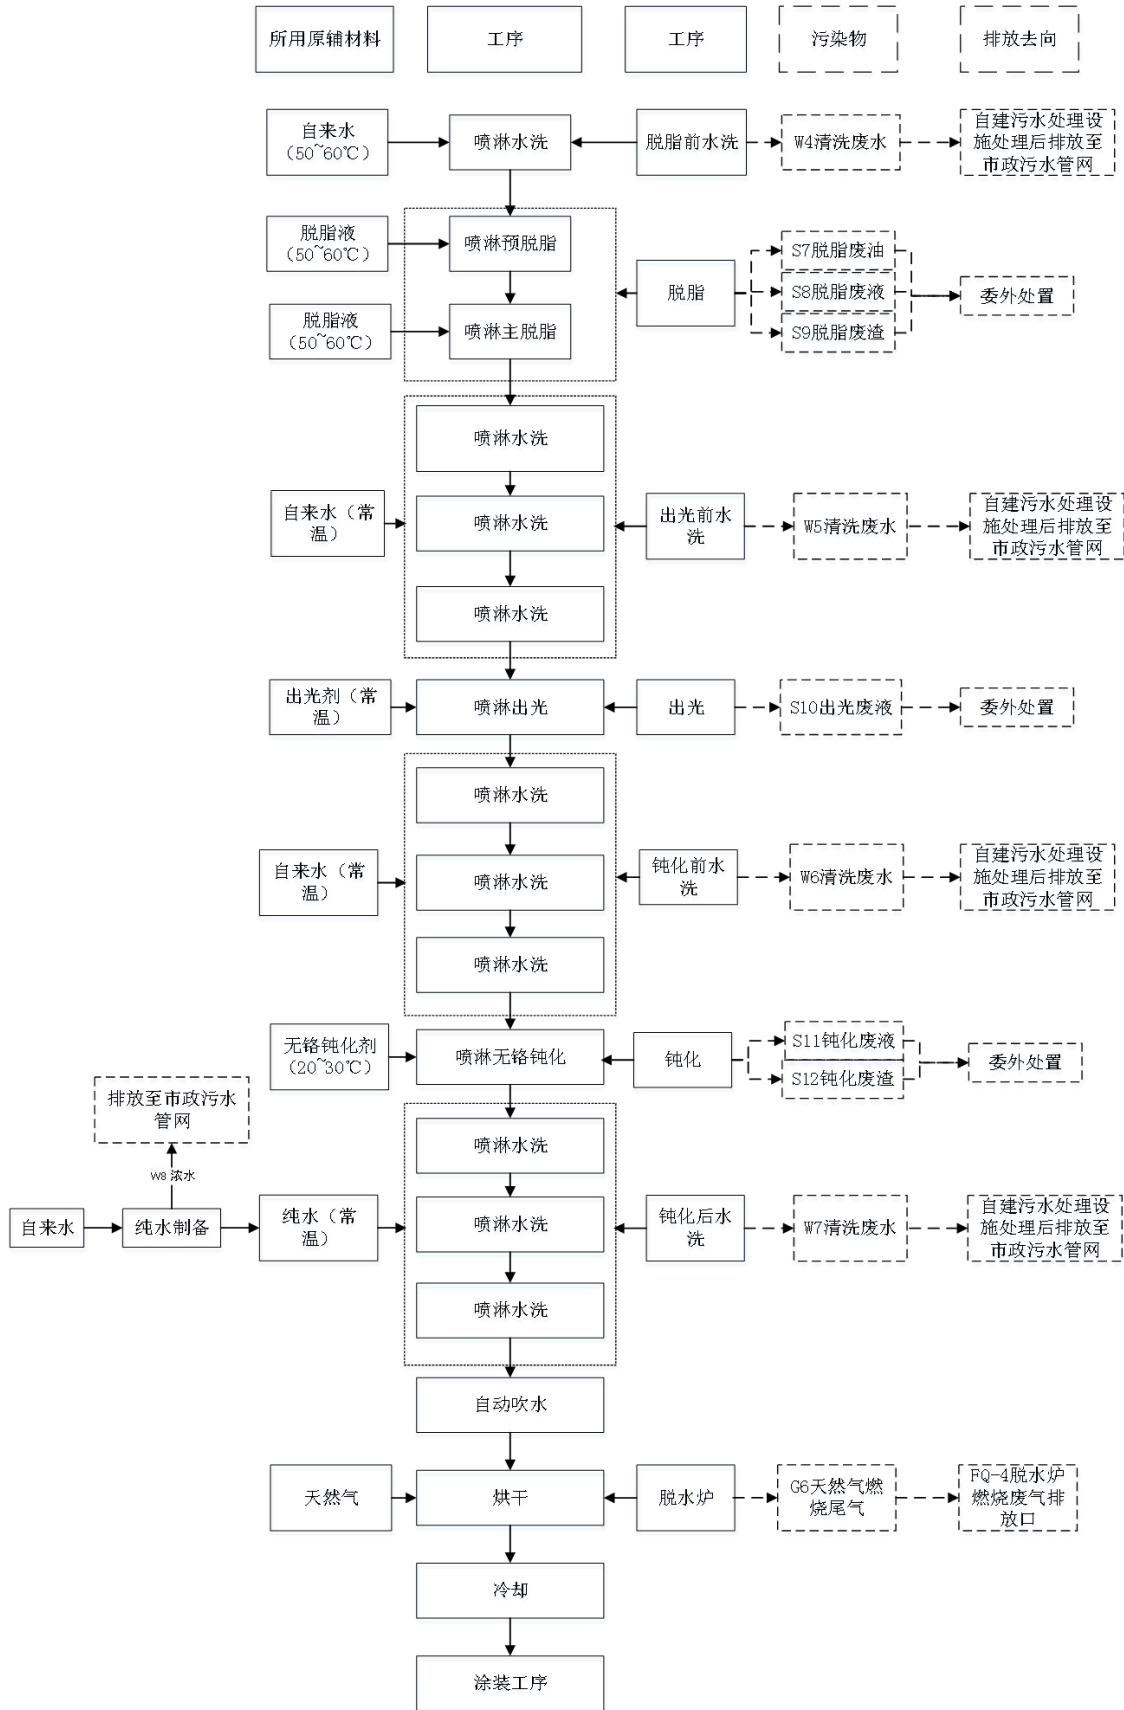 所用原辅材料
工序
工序
污染物
排放去向
自来水
（50~60℃）
喷淋水洗
脱脂前水洗
W4清洗废水
自建污水处理设
施处理后排放至
市政污水管网
脱脂液
（50~60℃）
喷淋预脱脂
脱脂
S7脱脂废油
S8脱脂废液
S9脱脂废渣
委外处置
脱脂液
（50~60℃）
喷淋主脱脂
喷淋水洗
自来水（常
温）
喷淋水洗
出光前水
洗
W5清洗废水
自建污水处理设
施处理后排放至
市政污水管网
喷淋水洗
出光剂（常
温）
喷淋出光
出光
S10出光废液
委外处置
喷淋水洗
自来水（常
温）
喷淋水洗
钝化前水
洗
W6清洗废水
自建污水处理设
施处理后排放至
市政污水管网
喷淋水洗
无铬钝化剂
（20~30℃）
喷淋无铬钝化
钝化
S11钝化废液
S12钝化废渣
委外处置
排放至市政污水
管网
W8 浓水
喷淋水洗
自来水
纯水制备
纯水（常
温）
喷淋水洗
钝化后水
洗
W7清洗废水
自建污水处理设
施处理后排放至
市政污水管网
喷淋水洗
自动吹水
天然气
烘干
脱水炉
G6天然气燃
烧尾气
FQ-4脱水炉
燃烧废气排
放口
冷却
涂装工序